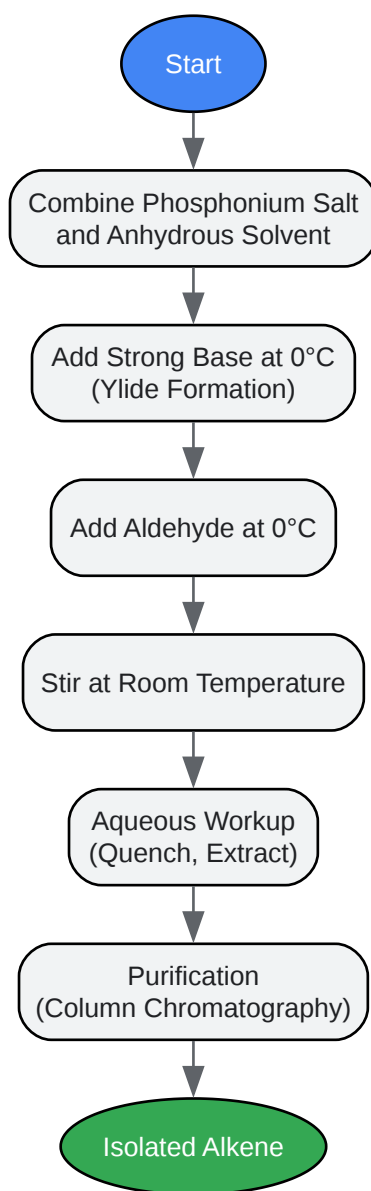 Start
Combine Phosphonium Salt
and Anhydrous Solvent
Add Strong Base at 0°C
(Ylide Formation)
Add Aldehyde at 0°C
Stir at Room Temperature
Aqueous Workup
(Quench, Extract)
Purification
(Column Chromatography)
Isolated Alkene